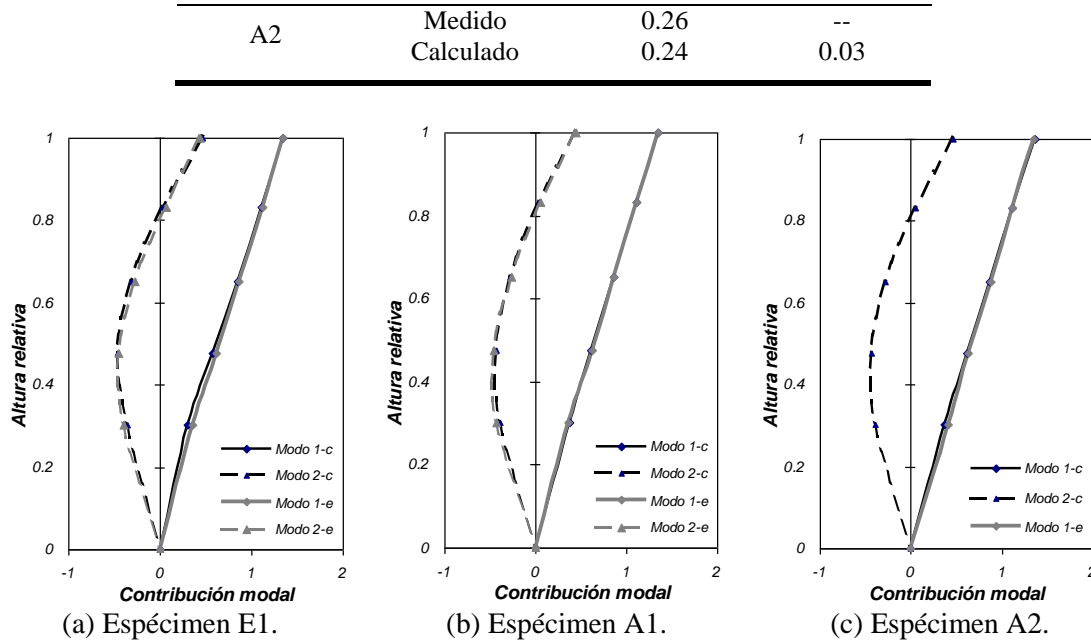 A2 Medido 0.26 --
Calculado 0.24 0.03
1
0.8
0.6
0.4
0.2
0
-1 0 1 2
Altura relativa
Contribución modal
Modo 1-c
Modo 2-c
Modo 1-e
Modo 2-e
(a) Espécimen E1.
1
0.8
0.6
0.4
0.2
0
-1 0 1 2
Altura relativa
Contribución modal
Modo 1-c
Modo 2-c
Modo 1-e
Modo 2-e
(b) Espécimen A1.
1
0.8
0.6
0.4
0.2
0
-1 0 1 2
Altura relativa
Contribución modal
Modo 1-c
Modo 2-c
Modo 1-e
(c) Espécimen A2.